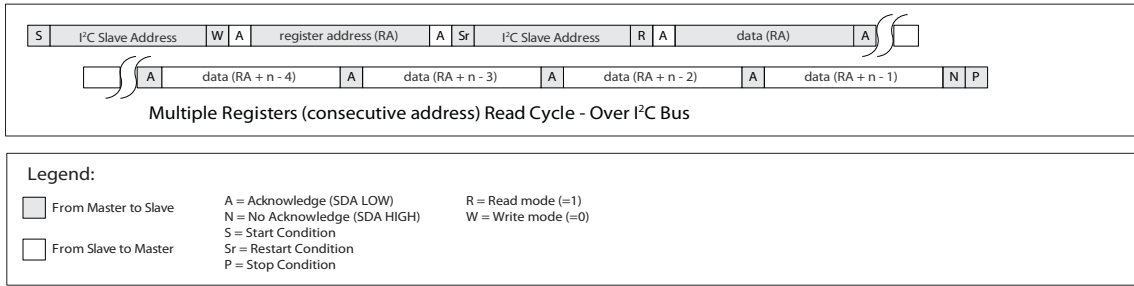 S I²C Slave Address W A register address (RA) A Sr I²C Slave Address R A data (RA) A
A data (RA + n - 4) A data (RA + n - 3) A data (RA + n - 2) A data (RA + n - 1) N P
Multiple Registers (consecutive address) Read Cycle - Over I²C Bus
Legend:
From Master to Slave
From Slave to Master
A = Acknowledge (SDA LOW)
N = No Acknowledge (SDA HIGH)
S = Start Condition
Sr = Restart Condition
P = Stop Condition
R = Read mode (=1)
W = Write mode (=0)